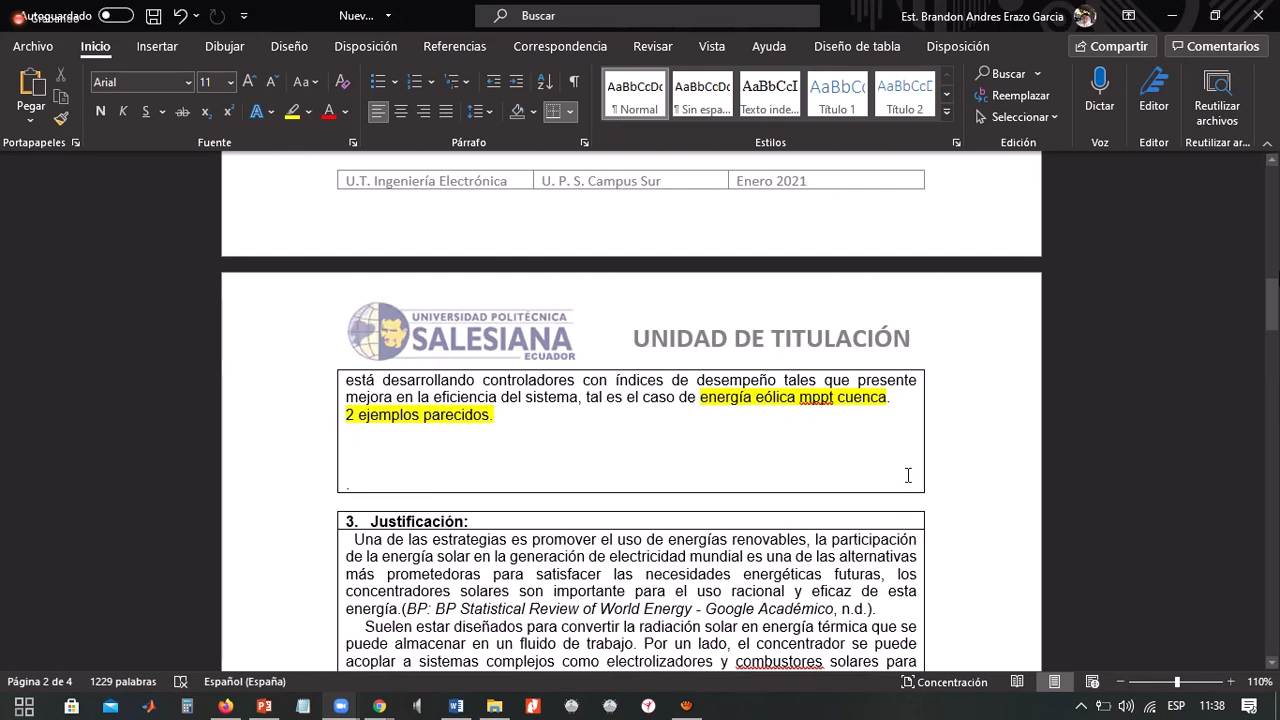 Autoguardado
Nuev...
Buscar
Est. Brandon Andres Erazo Garcia
Archivo Inicio Insertar Dibujar Diseño Disposición Referencias Correspondencia Revisar Vista Ayuda Diseño de tabla Disposición
Compartir
Comentarios
Pegar
Arial 11
N K S
Aa
AaBbCcDc AaBbCcDc AaBbCcI AaBbC AaBbCcE
¶ Normal ¶ Sin espa... Texto inde... Título 1 Título 2
Buscar
Reemplazar
Seleccionar
Dictar
Editor
Reutilizar
archivos
Portapapeles Fuente Párrafo Estilos Edición Voz Editor Reutilizar ar...
U.T. Ingeniería Electrónica U. P. S. Campus Sur Enero 2021
UNIVERSIDAD POLITÉCNICA
SALESIANA
ECUADOR
UNIDAD DE TITULACIÓN
está desarrollando controladores con índices de desempeño tales que presente
mejora en la eficiencia del sistema, tal es el caso de energía eólica mppt cuenca.
2 ejemplos parecidos.
.
3. Justificación:
Una de las estrategias es promover el uso de energías renovables, la participación
de la energía solar en la generación de electricidad mundial es una de las alternativas
más prometedoras para satisfacer las necesidades energéticas futuras, los
concentradores solares son importante para el uso racional y eficaz de esta
energía.(BP: BP Statistical Review of World Energy - Google Académico, n.d.).
Suelen estar diseñados para convertir la radiación solar en energía térmica que se
puede almacenar en un fluido de trabajo. Por un lado, el concentrador se puede
acoplar a sistemas complejos como electrolizadores y combustores solares para
Página 2 de 4 1229 palabras Español (España) Concentración 110%
ESP 11:38